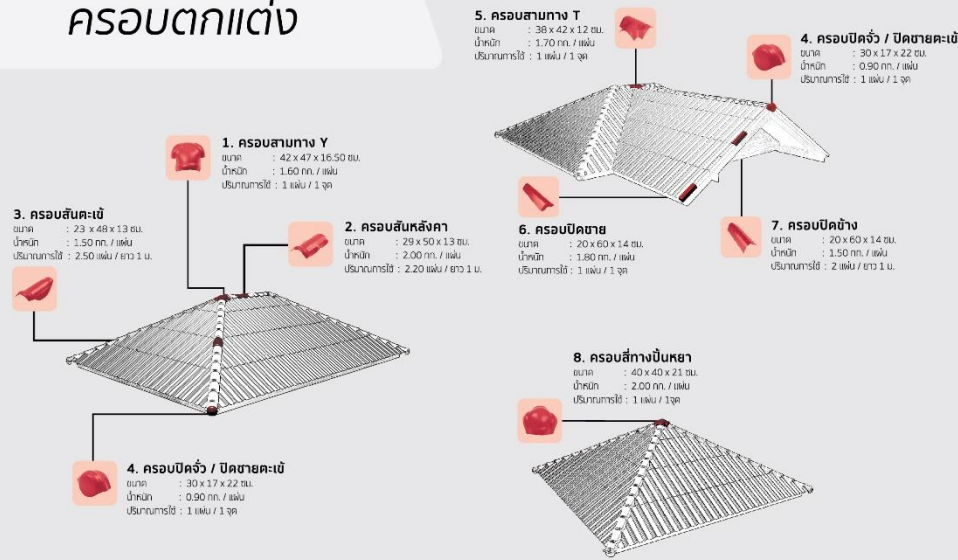 ครอบตกแต่ง
5. ครอบสามทาง T
ขนาด : 38 x 42 x 12 ซม.
น้ำหนัก : 1.70 กก. / แผ่น
ปริมาณการใช้ : 1 แผ่น / 1 จุด
4. ครอบปิดจั่ว / ปิดชายตะเข้
ขนาด : 30 x 17 x 22 ซม.
น้ำหนัก : 0.90 กก. / แผ่น
ปริมาณการใช้ : 1 แผ่น / 1 จุด
1. ครอบสามทาง Y
ขนาด : 42 x 47 x 16.50 ซม.
น้ำหนัก : 1.60 กก. / แผ่น
ปริมาณการใช้ : 1 แผ่น / 1 จุด
3. ครอบสันตะเข้
ขนาด : 23 x 48 x 13 ซม.
น้ำหนัก : 1.50 กก. / แผ่น
ปริมาณการใช้ : 2.50 แผ่น / ยาว 1 ม.
2. ครอบสันหลังคา
ขนาด : 29 x 50 x 13 ซม.
น้ำหนัก : 2.00 กก. / แผ่น
ปริมาณการใช้ : 2.20 แผ่น / ยาว 1 ม.
6. ครอบปิดชาย
ขนาด : 20 x 60 x 14 ซม.
น้ำหนัก : 1.80 กก. / แผ่น
ปริมาณการใช้ : 1 แผ่น / 1 จุด
7. ครอบปิดข้าง
ขนาด : 20 x 60 x 14 ซม.
น้ำหนัก : 1.50 กก. / แผ่น
ปริมาณการใช้ : 2 แผ่น / ยาว 1 ม.
8. ครอบสี่ทางปั้นหยา
ขนาด : 40 x 40 x 21 ซม.
น้ำหนัก : 2.00 กก. / แผ่น
ปริมาณการใช้ : 1 แผ่น / 1จุด
4. ครอบปิดจั่ว / ปิดชายตะเข้
ขนาด : 30 x 17 x 22 ซม.
น้ำหนัก : 0.90 กก. / แผ่น
ปริมาณการใช้ : 1 แผ่น / 1 จุด